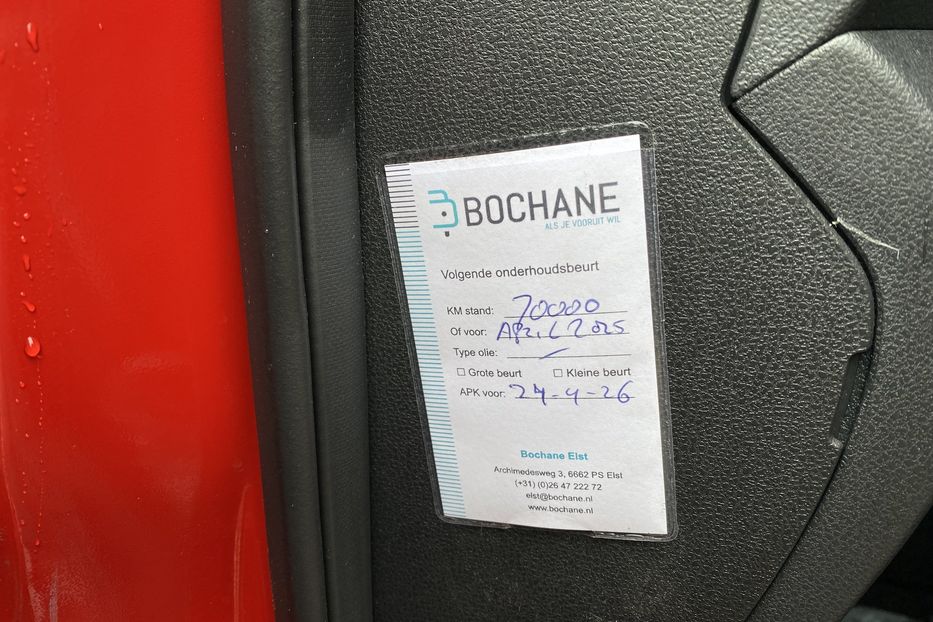 BOCHANE
ALS JE VOORUIT WIL
Volgende onderhoudsbeurt
KM stand: 70000
Of voor: April 2025
Type olie:
Grote beurt Kleine beurt
APK voor: 24-4-26
Bochane Elst
Archimedesweg 3, 6662 PS Elst
(+31) (0)26 47 222 72
elst@bochane.nl
www.bochane.nl